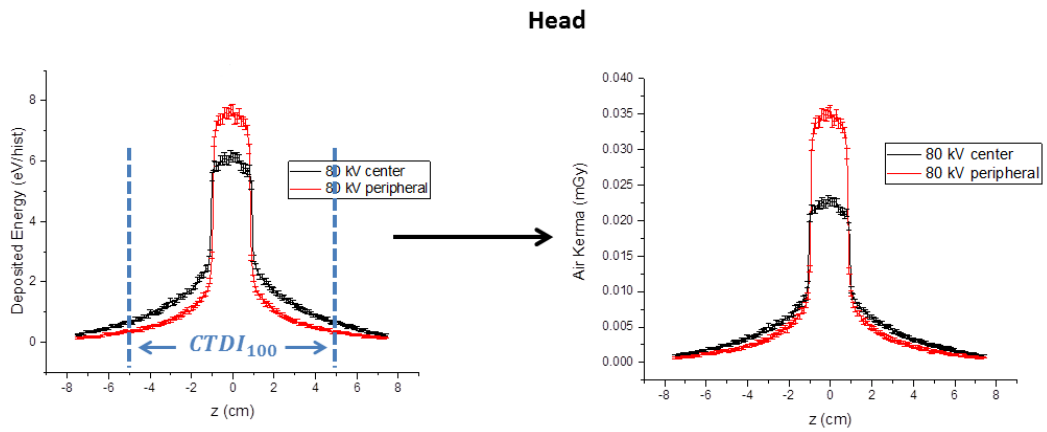 Head
Deposited Energy (eV/hist)
8
6
4
2
0
-8 -6 -4 -2 0 2 4 6 8
z (cm)
80 kV center
80 kV peripheral
CTDI100
Air Kerma (mGy)
0.040
0.035
0.030
0.025
0.020
0.015
0.010
0.005
0.000
-8 -6 -4 -2 0 2 4 6 8
z (cm)
80 kV center
80 kV peripheral